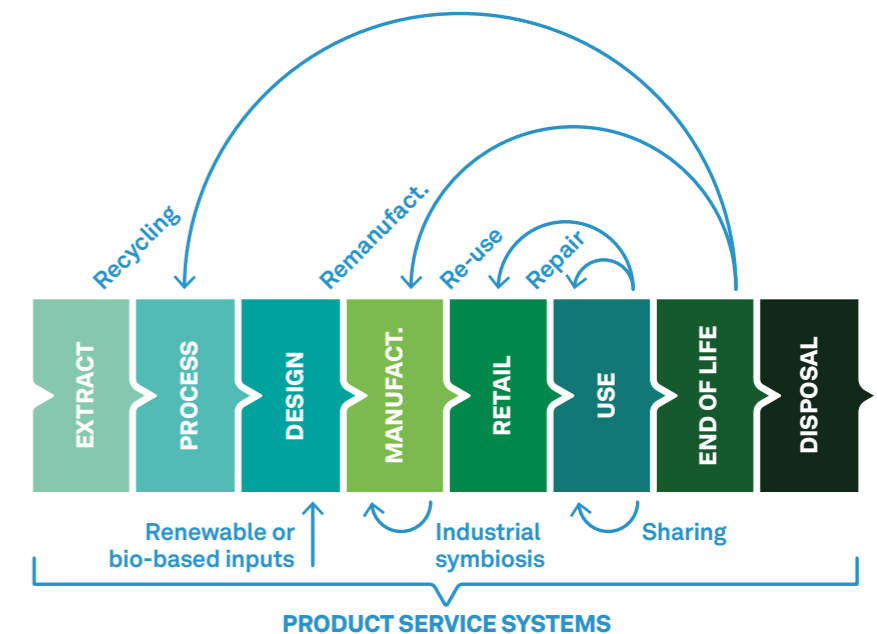 Recycling
Remanufact.
Re-use
Repair
EXTRACT
PROCESS
DESIGN
MANUFACT.
RETAIL
USE
END OF LIFE
DISPOSAL
Renewable or
bio-based inputs
Industrial
symbiosis
Sharing
PRODUCT SERVICE SYSTEMS